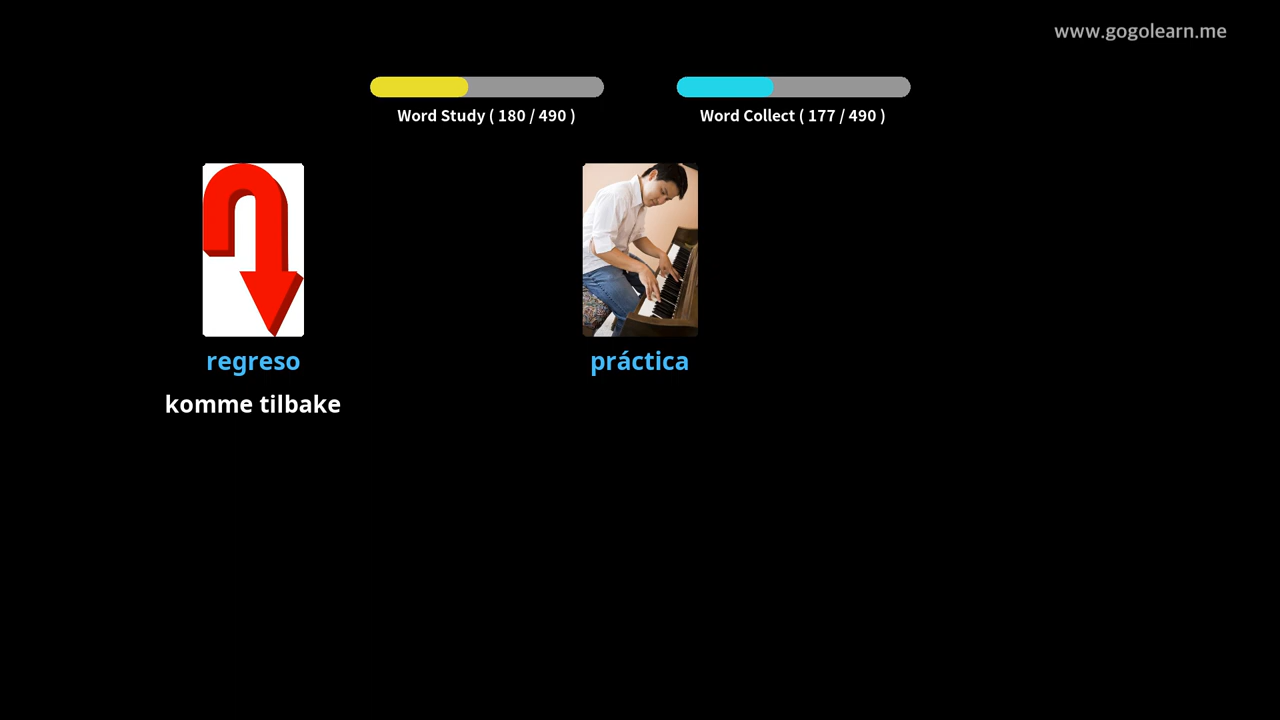 www.gogolearn.me
Word Study ( 180 / 490 )
Word Collect ( 177 / 490 )
regreso
práctica
komme tilbake